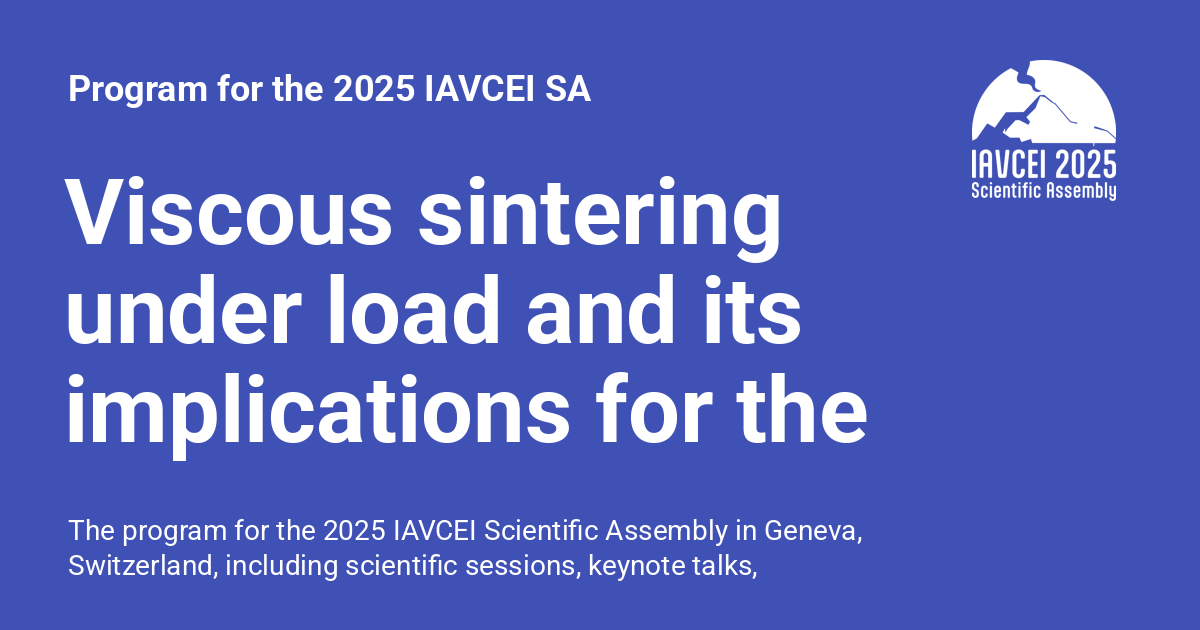 Program for the 2025 IAVCEI SA
IAVCEI 2025
Scientific Assembly
Viscous sintering
under load and its
implications for the
The program for the 2025 IAVCEI Scientific Assembly in Geneva,
Switzerland, including scientific sessions, keynote talks,